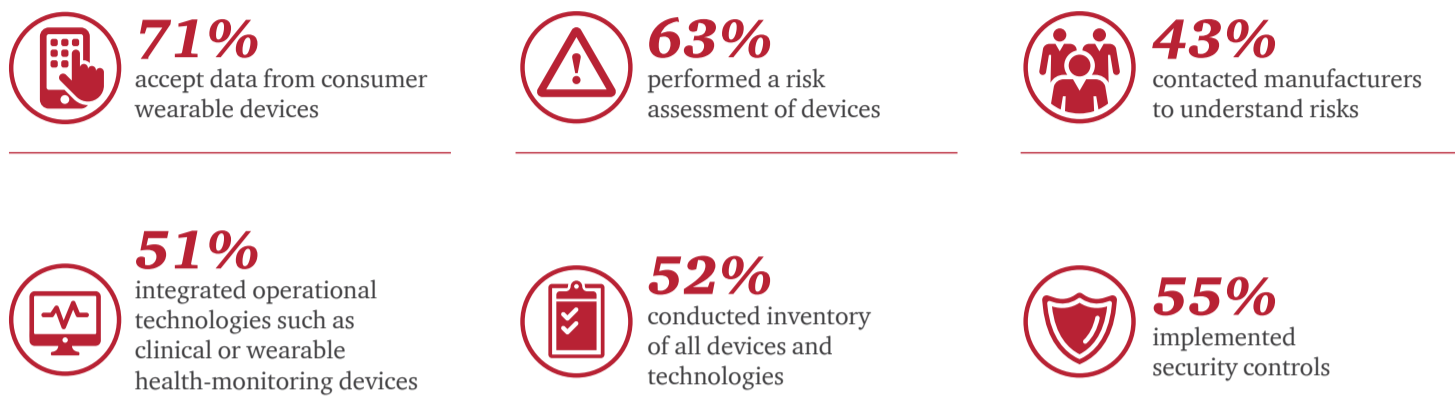 71%
accept data from consumer
wearable devices
63%
performed a risk
assessment of devices
43%
contacted manufacturers
to understand risks
51%
integrated operational
technologies such as
clinical or wearable
health-monitoring devices
52%
conducted inventory
of all devices and
technologies
55%
implemented
security controls